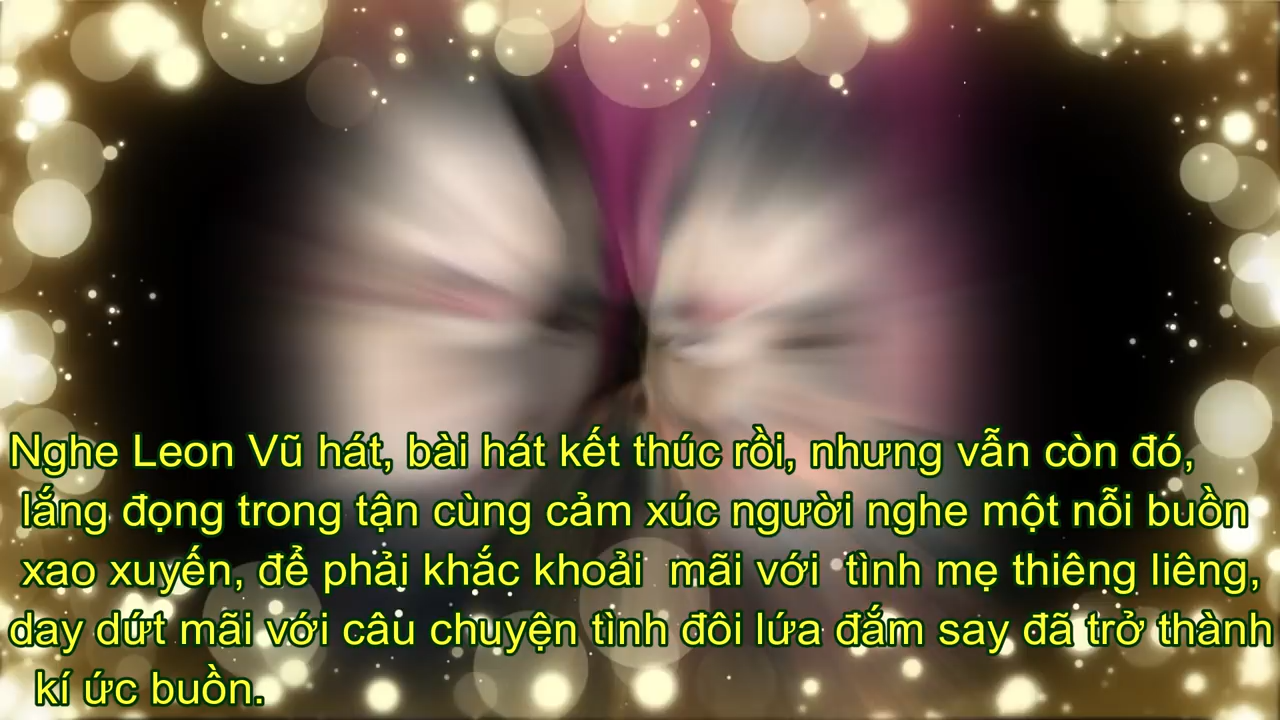 Nghe Leon Vũ hát, bài hát kết thúc rồi, nhưng vẫn còn đó,
lắng đọng trong tận cùng cảm xúc người nghe một nỗi buồn
xao xuyến, để phải khắc khoải mãi với tình mẹ thiêng liêng,
day dứt mãi với câu chuyện tình đôi lứa đắm say đã trở thành
kí ức buồn.